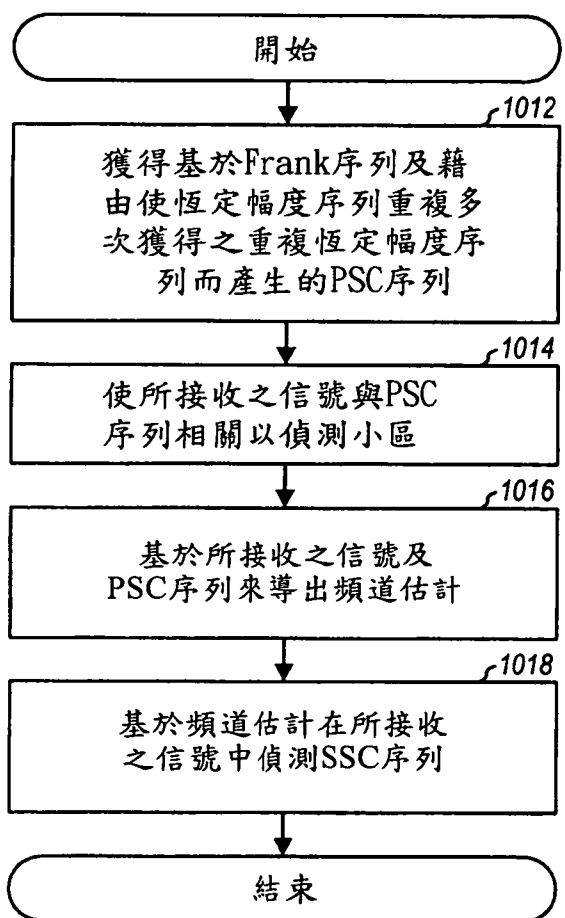 開始
1012
獲得基於Frank序列及藉
由使恆定幅度序列重複多
次獲得之重複恆定幅度序
列而產生的PSC序列
1014
使所接收之信號與PSC
序列相關以偵測小區
1016
基於所接收之信號及
PSC序列來導出頻道估計
1018
基於頻道估計在所接收
之信號中偵測SSC序列
結束